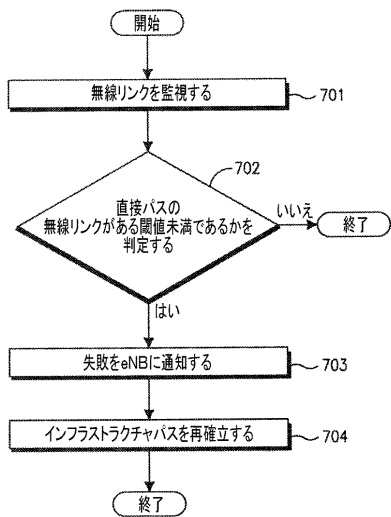 開始
無線リンクを監視する
701
702
直接パスの
無線リンクがある閾値未満であるかを
判定する
いいえ
終了
はい
失敗をeNBに通知する
703
インフラストラクチャパスを再確立する
704
終了